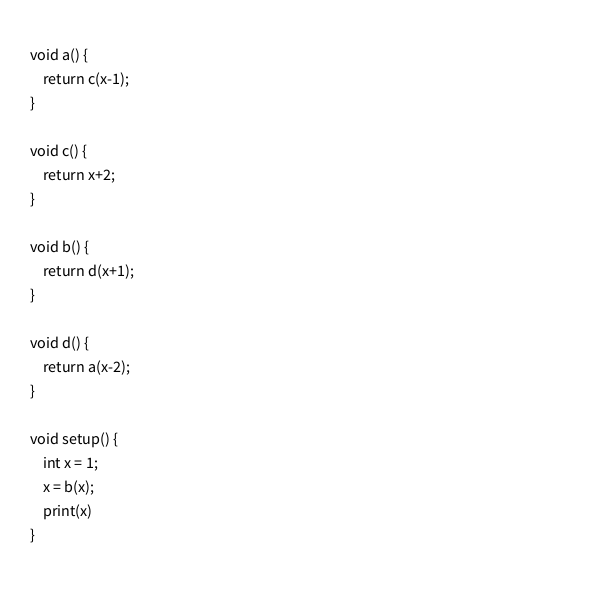 void a() {
    return c(x-1);
}

void c() {
    return x+2;
}

void b() {
    return d(x+1);
}

void d() {
    return a(x-2);
}

void setup() {
    int x = 1;
    x = b(x);
    print(x)
}